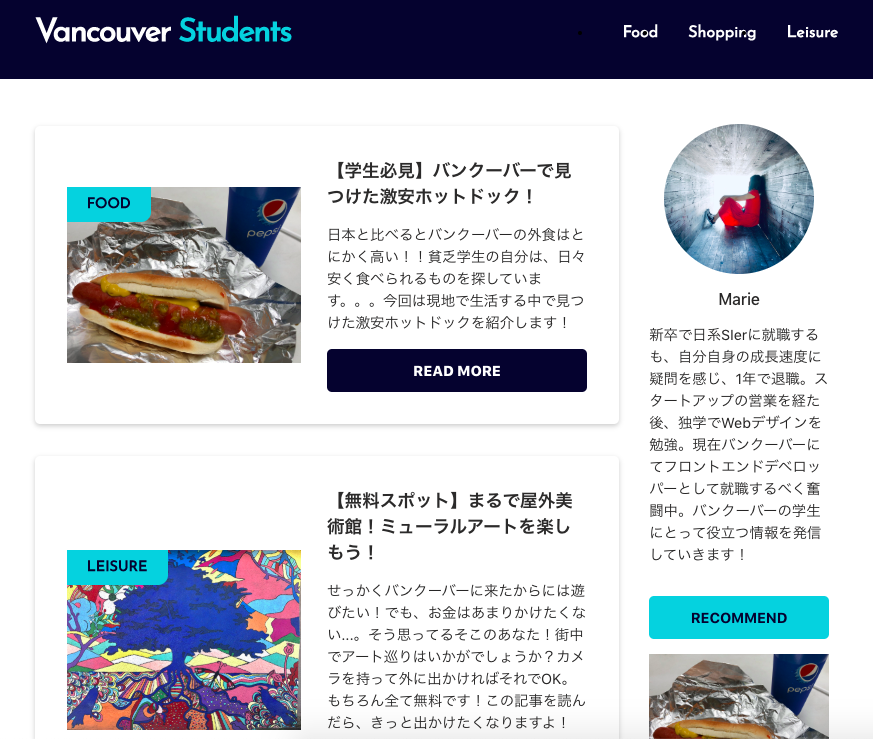 Vancouver Students
Food Shopping Leisure
FOOD
pepsi
【学生必見】バンクーバーで見
つけた激安ホットドック！
日本と比べるとバンクーバーの外食はと
にかく高い！！貧乏学生の自分は、日々
安く食べられるものを探していま
す。。。今回は現地で生活する中で見つ
けた激安ホットドックを紹介します！
READ MORE
LEISURE
【無料スポット】まるで屋外美
術館！ミューラルアートを楽し
もう！
せっかくバンクーバーに来たからには遊
びたい！でも、お金はあまりかけたくな
い...。そう思ってるそこのあなた！街中
でアート巡りはいかがでしょうか？カメ
ラを持って外に出かければそれでOK。
もちろん全て無料です！この記事を読ん
だら、きっと出かけたくなりますよ！
Marie
新卒で日系SIerに就職する
も、自分自身の成長速度に
疑問を感じ、1年で退職。ス
タートアップの営業を経た
後、独学でWebデザインを
勉強。現在バンクーバーに
てフロントエンドデベロッ
パーとして就職するべく奮
闘中。バンクーバーの学生
にとって役立つ情報を発信
していきます！
RECOMMEND
pepsi